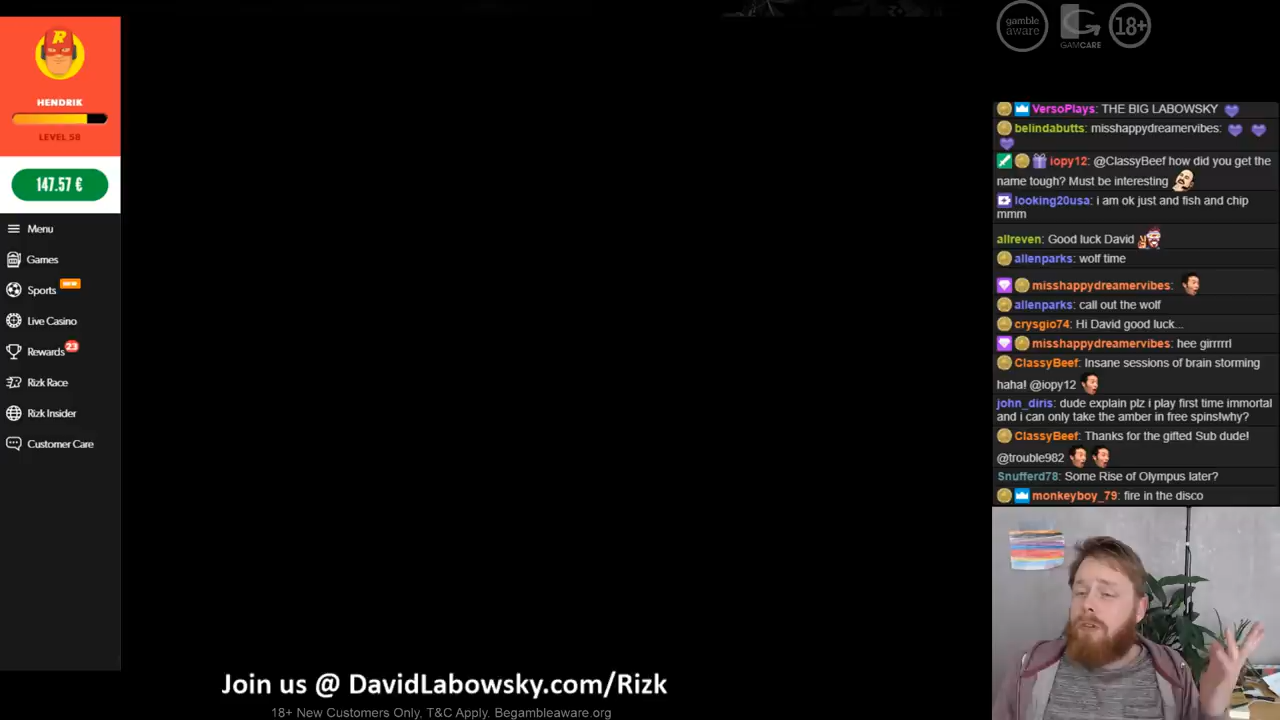 R
HENDRIK
LEVEL 58
147.57 €
Menu
Games
Sports NEW
Live Casino
Rewards 23
Rizk Race
Rizk Insider
Customer Care
gamble
aware
G
GAMCARE
18+
VersoPlays: THE BIG LABOWSKY
belindabutts: misshappydreamervibes:
iopy12: @ClassyBeef how did you get the
name tough? Must be interesting
looking20usa: i am ok just and fish and chip
mmm
allreven: Good luck David
allenparks: wolf time
misshappydreamervibes:
allenparks: call out the wolf
crysgio74: Hi David good luck...
misshappydreamervibes: hee girrrrrl
ClassyBeef: Insane sessions of brain storming
haha! @iopy12
john_diris: dude explain plz i play first time immortal
and i can only take the amber in free spins!why?
ClassyBeef: Thanks for the gifted Sub dude!
@trouble982
Snufferd78: Some Rise of Olympus later?
monkeyboy_79: fire in the disco
Join us @ DavidLabowsky.com/Rizk
18+ New Customers Only, T&C Apply. Begambleaware.org